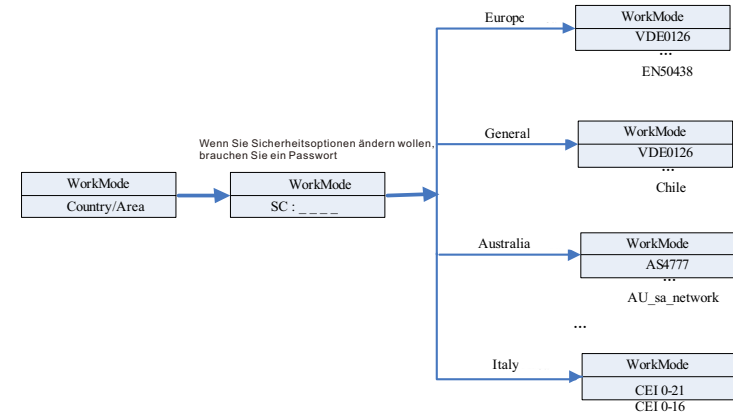 Wenn Sie Sicherheitsoptionen ändern wollen,
brauchen Sie ein Passwort
WorkMode
Country/Area
WorkMode
SC : _ _ _ _
Europe
WorkMode
VDE0126
...
EN50438
General
WorkMode
VDE0126
...
Chile
Australia
WorkMode
AS4777
...
AU_sa_network
...
Italy
WorkMode
CEI 0-21
CEI 0-16